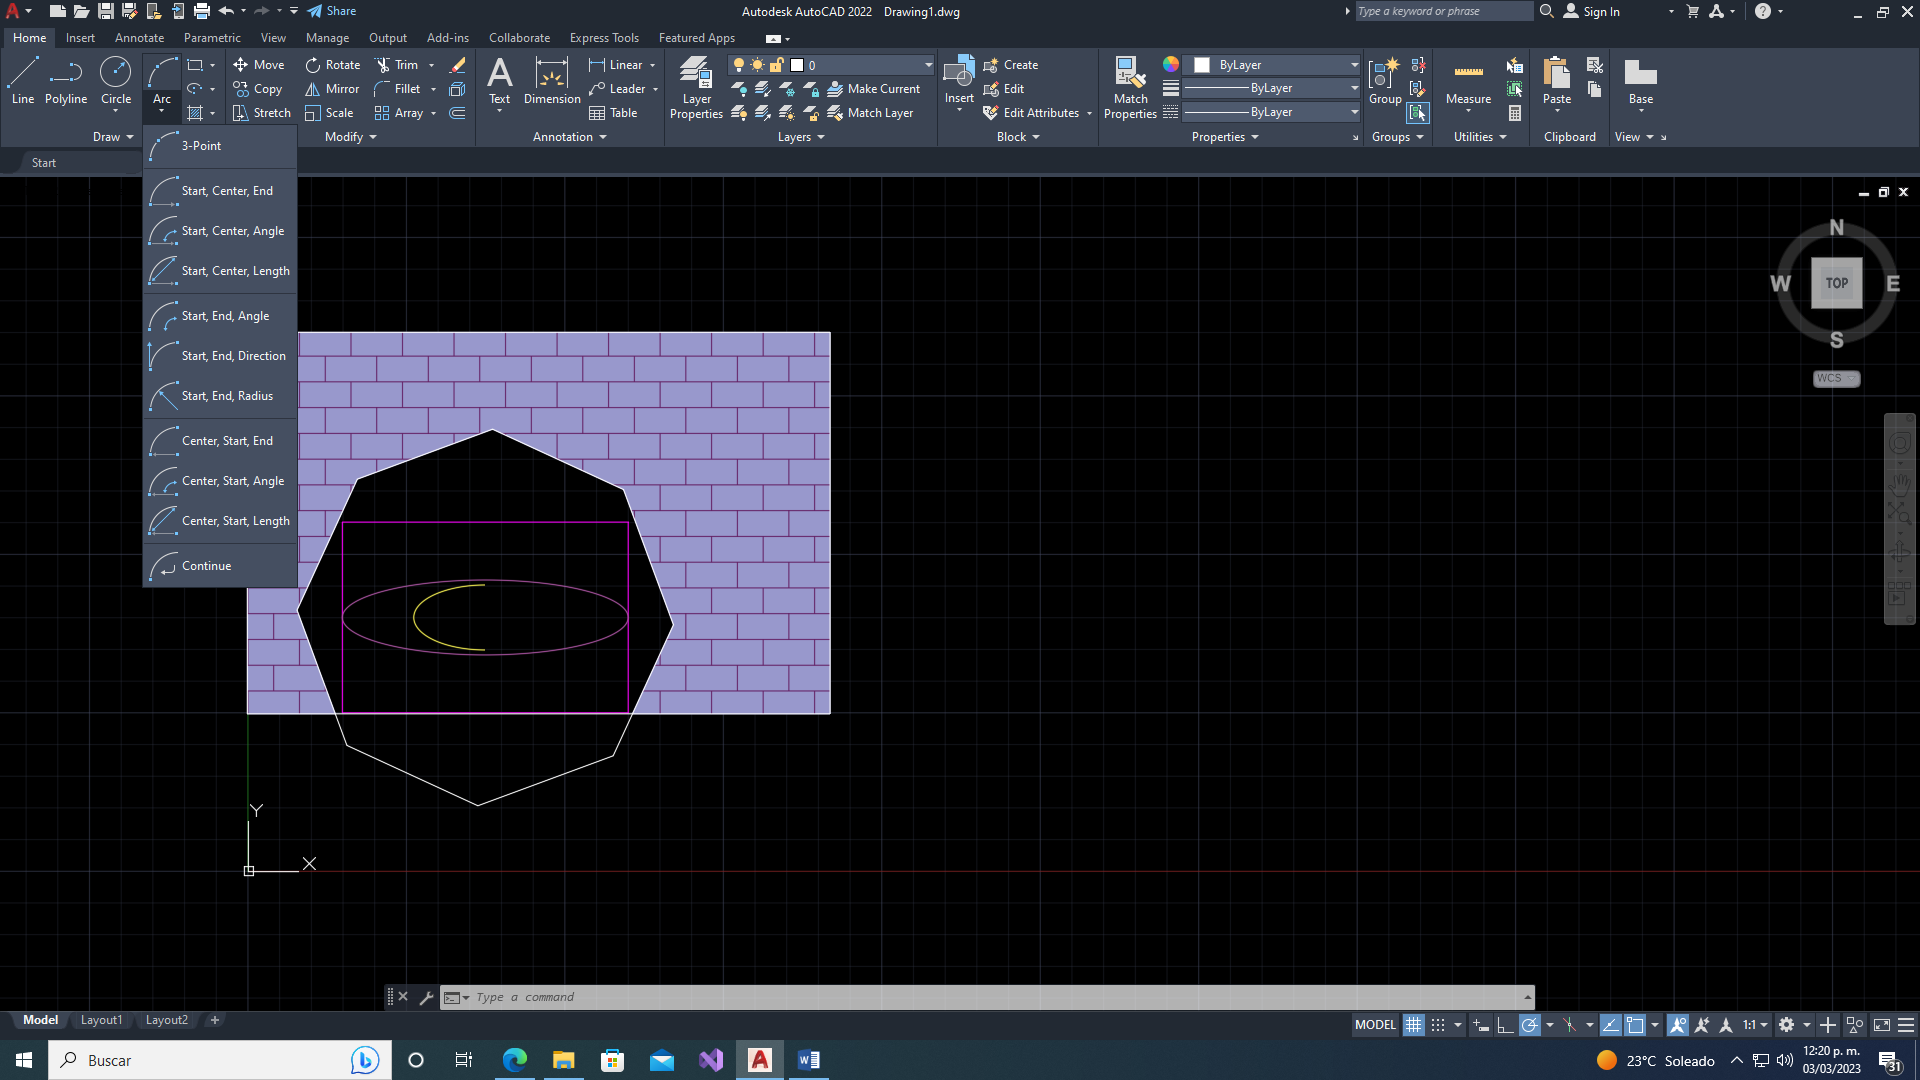 Share
Autodesk AutoCAD 2022 Drawing1.dwg
Type a keyword or phrase
Sign In
Home Insert Annotate Parametric View Manage Output Add-ins Collaborate Express Tools Featured Apps
Line Polyline Circle Arc
Draw
Move Rotate Trim
Copy Mirror Fillet
Stretch Scale Array
Modify
Text Dimension
Linear
Leader
Table
Annotation
Layer Properties
0
Make Current
Match Layer
Layers
Insert
Create
Edit
Edit Attributes
Block
Match Properties
ByLayer
ByLayer
ByLayer
Properties
Group
Groups
Measure
Utilities
Paste
Clipboard
Base
View
Start
3-Point
Start, Center, End
Start, Center, Angle
Start, Center, Length
Start, End, Angle
Start, End, Direction
Start, End, Radius
Center, Start, End
Center, Start, Angle
Center, Start, Length
Continue
N
W TOP E
S
WCS
Y
X
Type a command
Model Layout1 Layout2
MODEL
1:1
Buscar
23°C Soleado
12:20 p. m.
03/03/2023
31